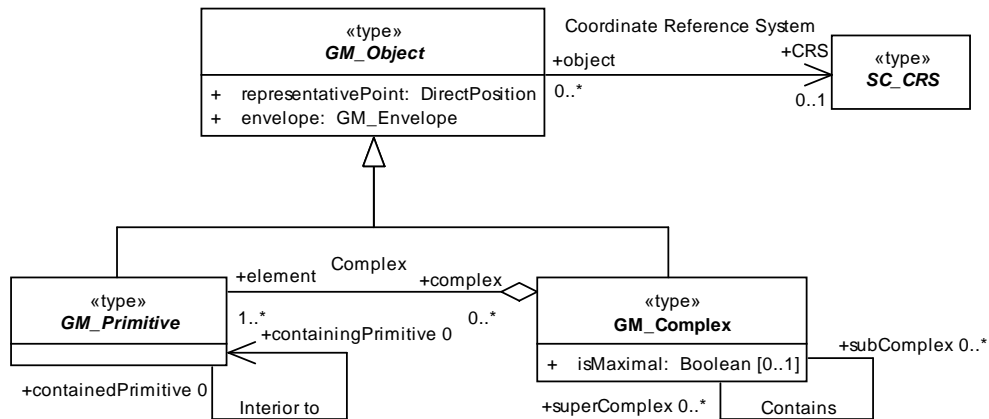 «type»
GM_Object
+ representativePoint: DirectPosition
+ envelope: GM_Envelope
Coordinate Reference System
+object
0..*
+CRS
0..1
«type»
SC_CRS
«type»
GM_Primitive
+element
1..*
Complex
+complex
0..*
«type»
GM_Complex
+ isMaximal: Boolean [0..1]
+containingPrimitive 0
+containedPrimitive 0
Interior to
+subComplex 0..*
+superComplex 0..*
Contains